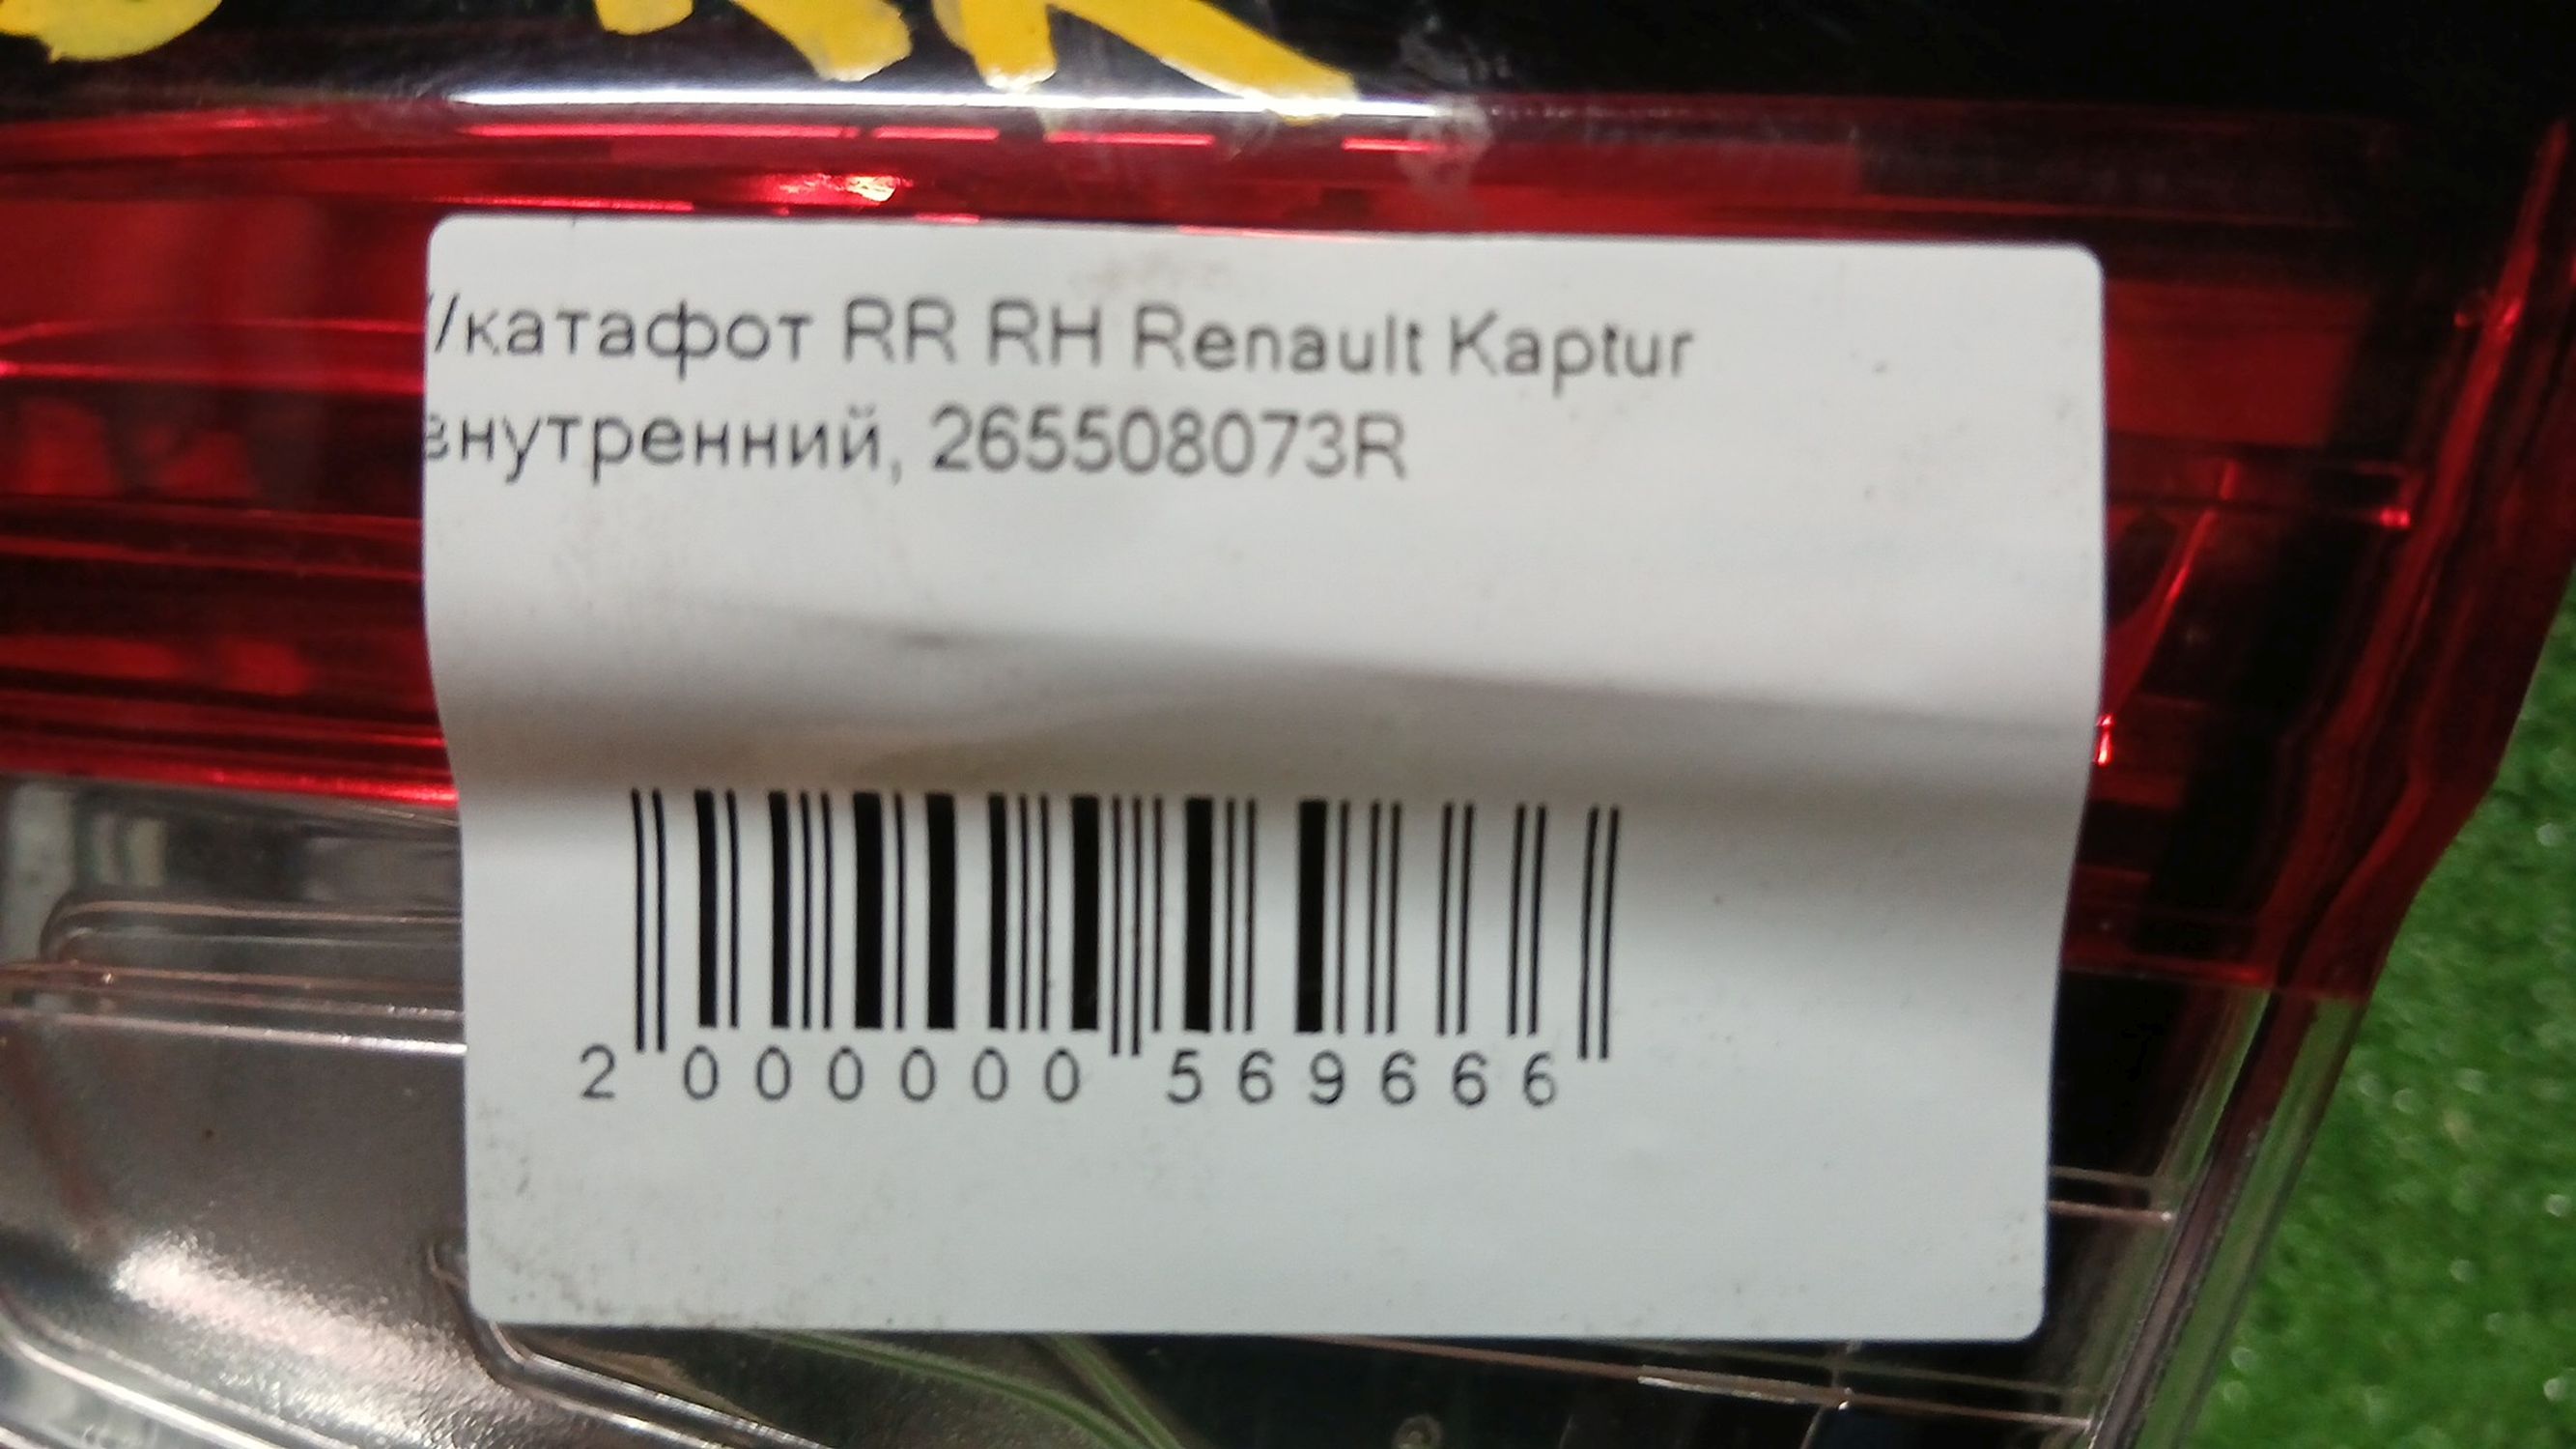 /катафот RR RH Renault Kaptur
внутренний, 265508073R
2 000000 569666